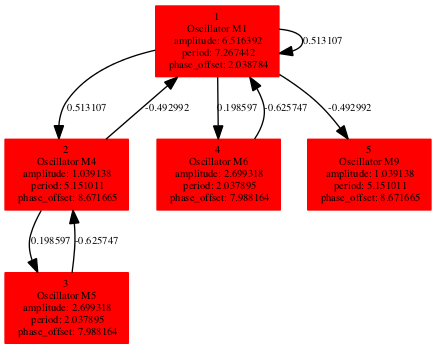 1
Oscillator M1
amplitude: 6.516392
period: 7.267442
phase_offset: 2.038784
0.513107
0.513107
-0.492992
0.198597
-0.625747
-0.492992
2
Oscillator M4
amplitude: 1.039138
period: 5.151011
phase_offset: 8.671665
4
Oscillator M6
amplitude: 2.699318
period: 2.037895
phase_offset: 7.988164
5
Oscillator M9
amplitude: 1.039138
period: 5.151011
phase_offset: 8.671665
0.198597
-0.625747
3
Oscillator M5
amplitude: 2.699318
period: 2.037895
phase_offset: 7.988164